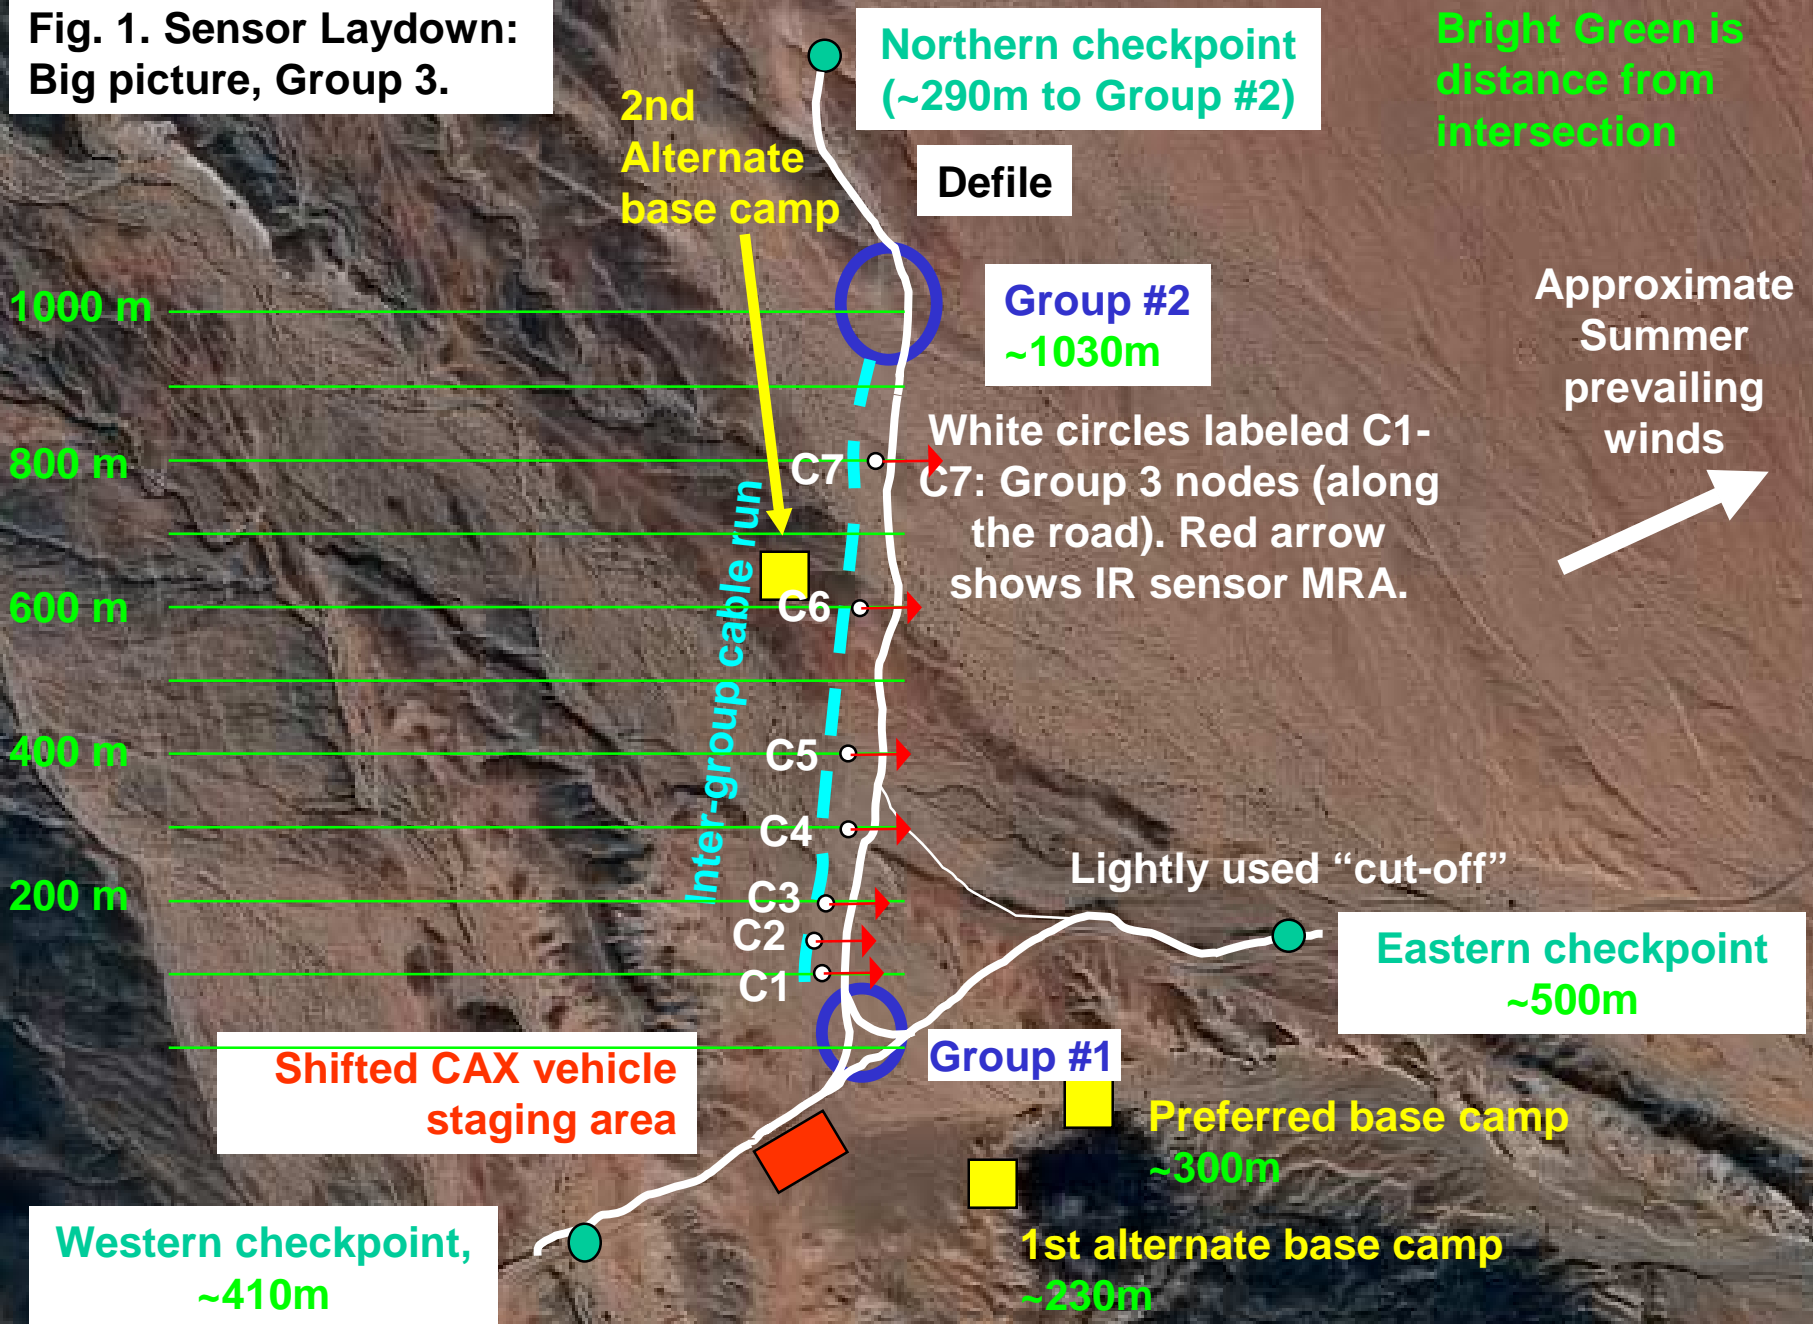 Fig. 1. Sensor Laydown:
Big picture, Group 3.
Northern checkpoint
(~290m to Group #2)
Bright Green is
distance from
intersection
2nd
Alternate
base camp
Defile
1000 m
Group #2
~1030m
Approximate
Summer
prevailing
winds
White circles labeled C1-
C7: Group 3 nodes (along
the road). Red arrow
shows IR sensor MRA.
800 m
C7
Inter-group cable run
600 m
C6
400 m
C5
C4
Lightly used “cut-off”
200 m
C3
C2
C1
Eastern checkpoint
~500m
Group #1
Shifted CAX vehicle
staging area
Preferred base camp
~300m
Western checkpoint,
~410m
1st alternate base camp
~230m